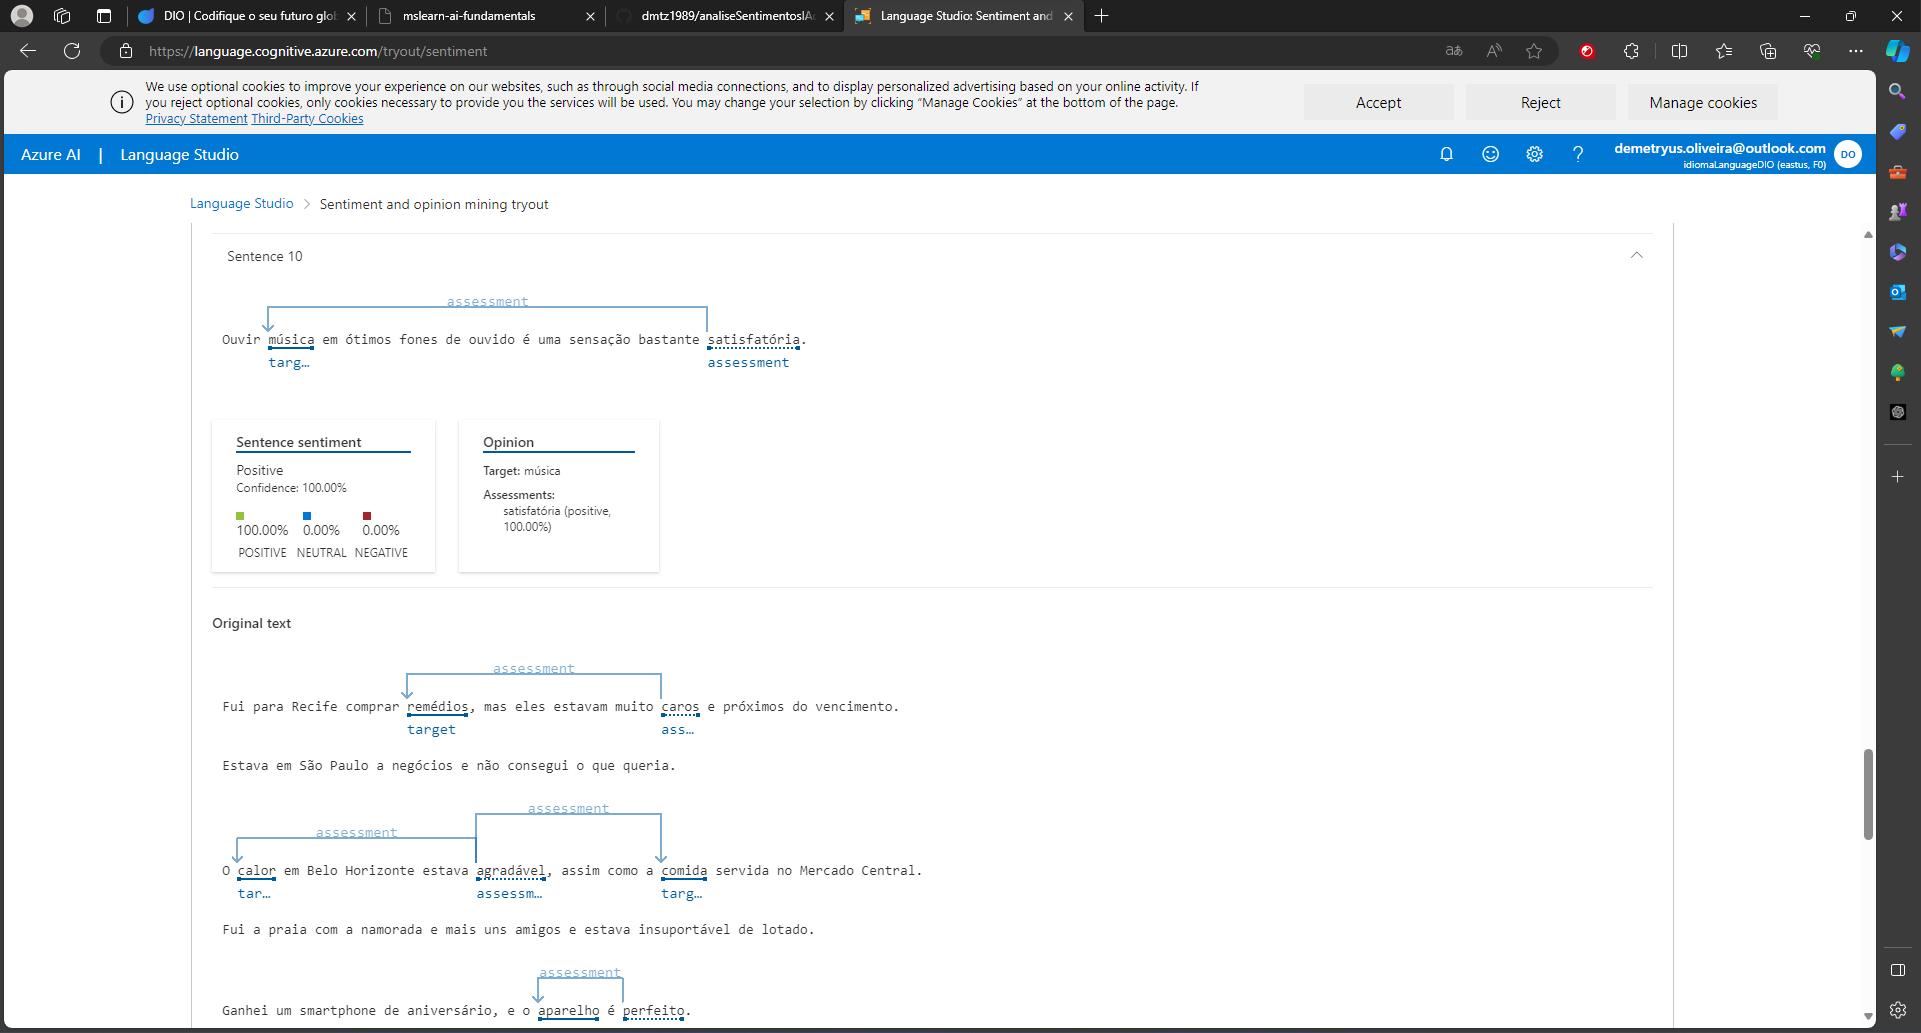 DIO | Codifique o seu futuro glob
mslearn-ai-fundamentals
dmtz1989/analiseSentimentosIA
Language Studio: Sentiment and
https://language.cognitive.azure.com/tryout/sentiment
We use optional cookies to improve your experience on our websites, such as through social media connections, and to display personalized advertising based on your online activity. If
you reject optional cookies, only cookies necessary to provide you the services will be used. You may change your selection by clicking “Manage Cookies” at the bottom of the page.
Privacy Statement Third-Party Cookies
Accept
Reject
Manage cookies
Azure AI | Language Studio
demetryus.oliveira@outlook.com
idiomaLanguageDIO (eastus, F0)
DO
Language Studio > Sentiment and opinion mining tryout
Sentence 10
assessment
Ouvir música em ótimos fones de ouvido é uma sensação bastante satisfatória.
targ… assessment
Sentence sentiment
Positive
Confidence: 100.00%
100.00% 0.00% 0.00%
POSITIVE NEUTRAL NEGATIVE
Opinion
Target: música
Assessments:
satisfatória (positive,
100.00%)
Original text
assessment
Fui para Recife comprar remédios, mas eles estavam muito caros e próximos do vencimento.
target ass…
Estava em São Paulo a negócios e não consegui o que queria.
assessment
assessment
O calor em Belo Horizonte estava agradável, assim como a comida servida no Mercado Central.
tar… assessm… targ…
Fui a praia com a namorada e mais uns amigos e estava insuportável de lotado.
assessment
Ganhei um smartphone de aniversário, e o aparelho é perfeito.